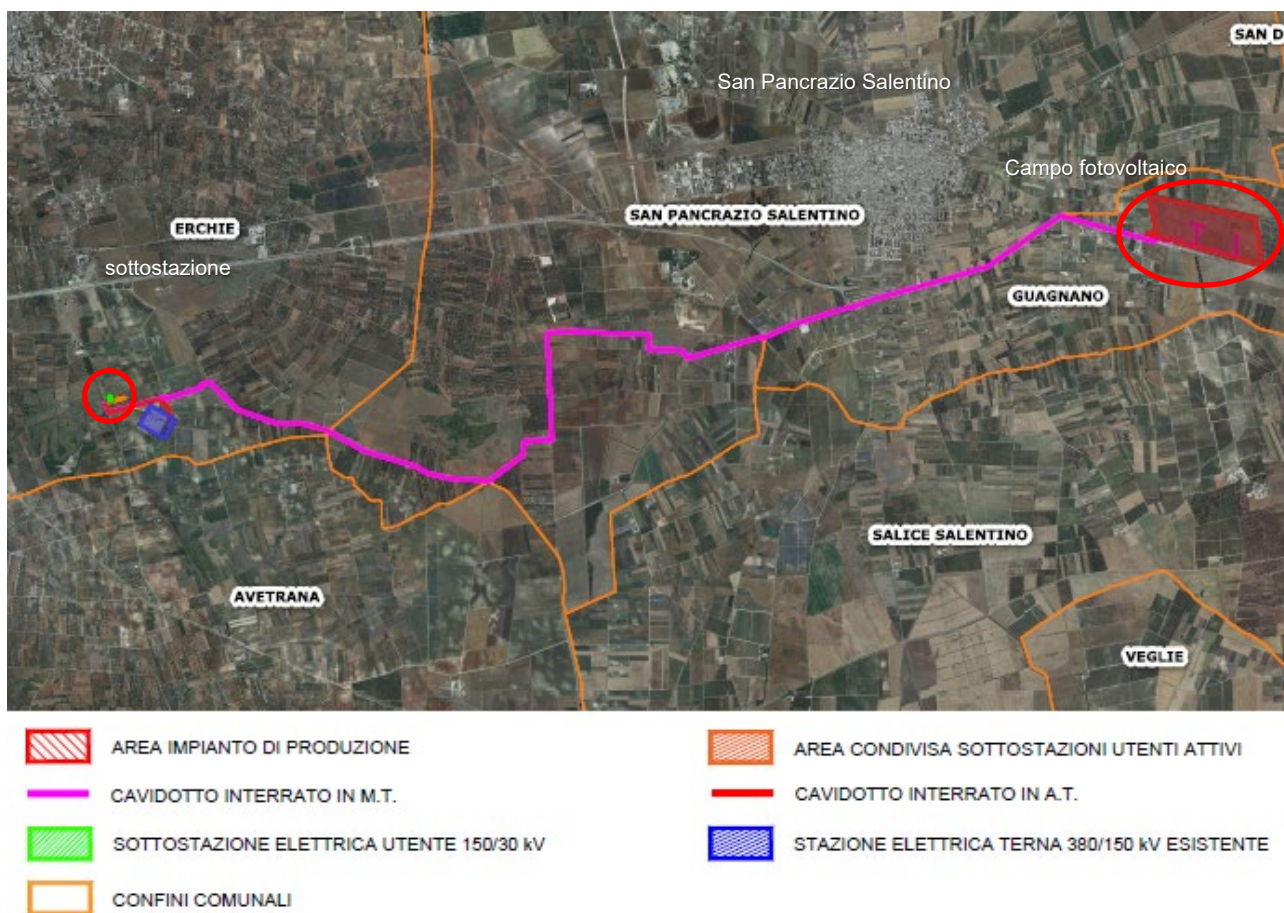 SAN D
San Pancrazio Salentino
Campo fotovoltaico
SAN PANCRAZIO SALENTINO
ERCHIE
sottostazione
GUAGNANO
SALICE SALENTINO
AVETRANA
VEGLIE
AREA IMPIANTO DI PRODUZIONE
AREA CONDIVISA SOTTOSTAZIONI UTENTI ATTIVI
CAVIDOTTO INTERRATO IN M.T.
CAVIDOTTO INTERRATO IN A.T.
SOTTOSTAZIONE ELETTRICA UTENTE 150/30 kV
STAZIONE ELETTRICA TERNA 380/150 kV ESISTENTE
CONFINI COMUNALI